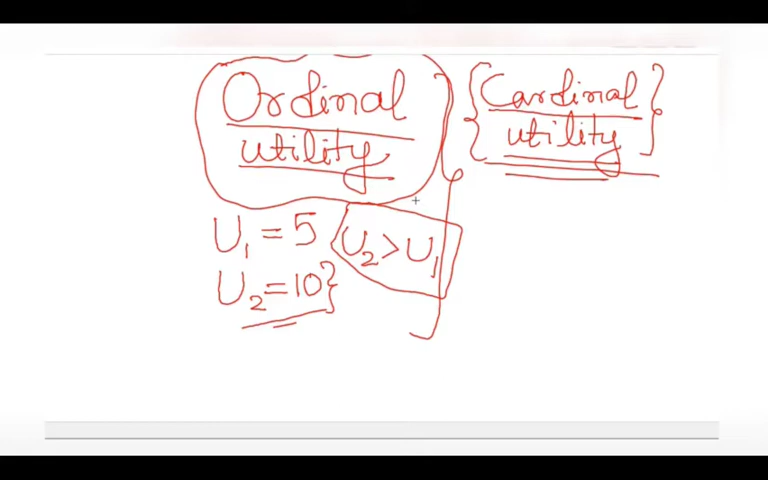 Ordinal
utility
Cardinal
utility
U₁ = 5
U₂ > U₁
U₂ = 10